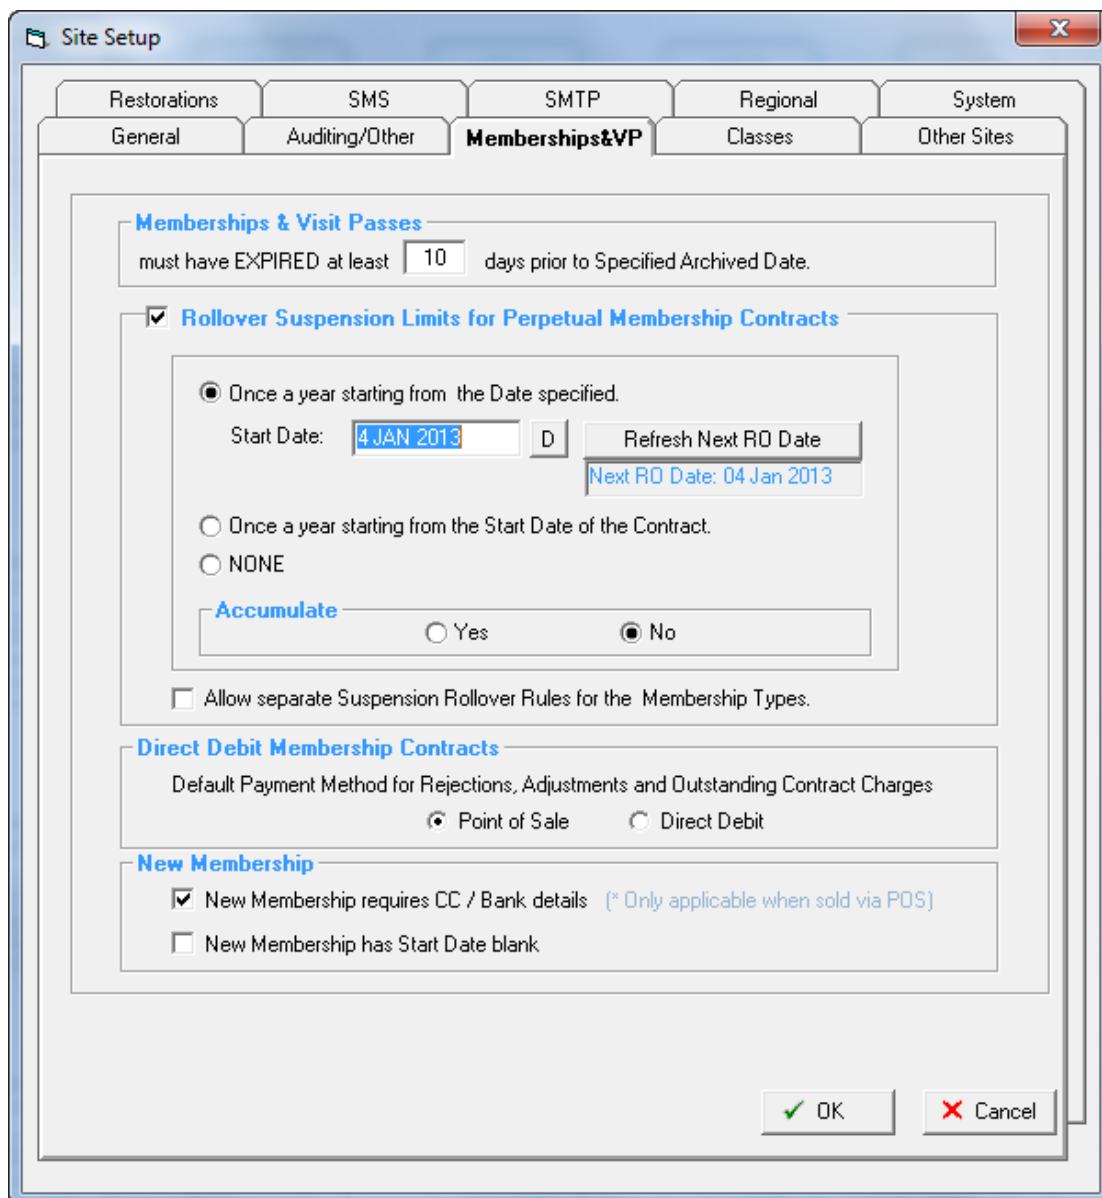 Site Setup
Restorations SMS SMTP Regional System
General Auditing/Other Memberships&VP Classes Other Sites
Memberships & Visit Passes
must have EXPIRED at least 10 days prior to Specified Archived Date.
Rollover Suspension Limits for Perpetual Membership Contracts
Once a year starting from the Date specified.
Start Date: 4 JAN 2013 D Refresh Next RO Date
Next RO Date: 04 Jan 2013
Once a year starting from the Start Date of the Contract.
NONE
Accumulate
Yes No
Allow separate Suspension Rollover Rules for the Membership Types.
Direct Debit Membership Contracts
Default Payment Method for Rejections, Adjustments and Outstanding Contract Charges
Point of Sale Direct Debit
New Membership
New Membership requires CC / Bank details (* Only applicable when sold via POS)
New Membership has Start Date blank
OK Cancel